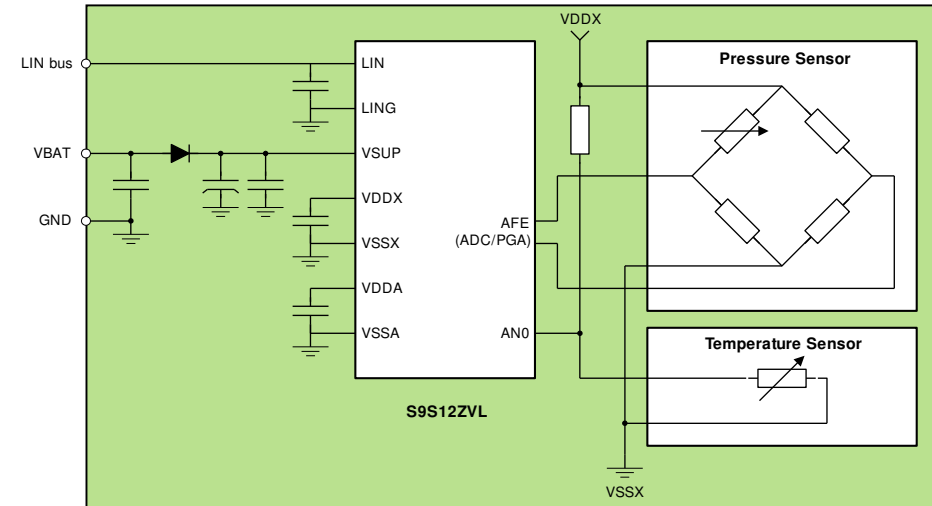 VDDX
LIN bus
LIN
Pressure Sensor
LING
VBAT
VSUP
VDDX
GND
AFE
(ADC/PGA)
VSSX
VDDA
VSSA
AN0
Temperature Sensor
S9S12ZVL
VSSX